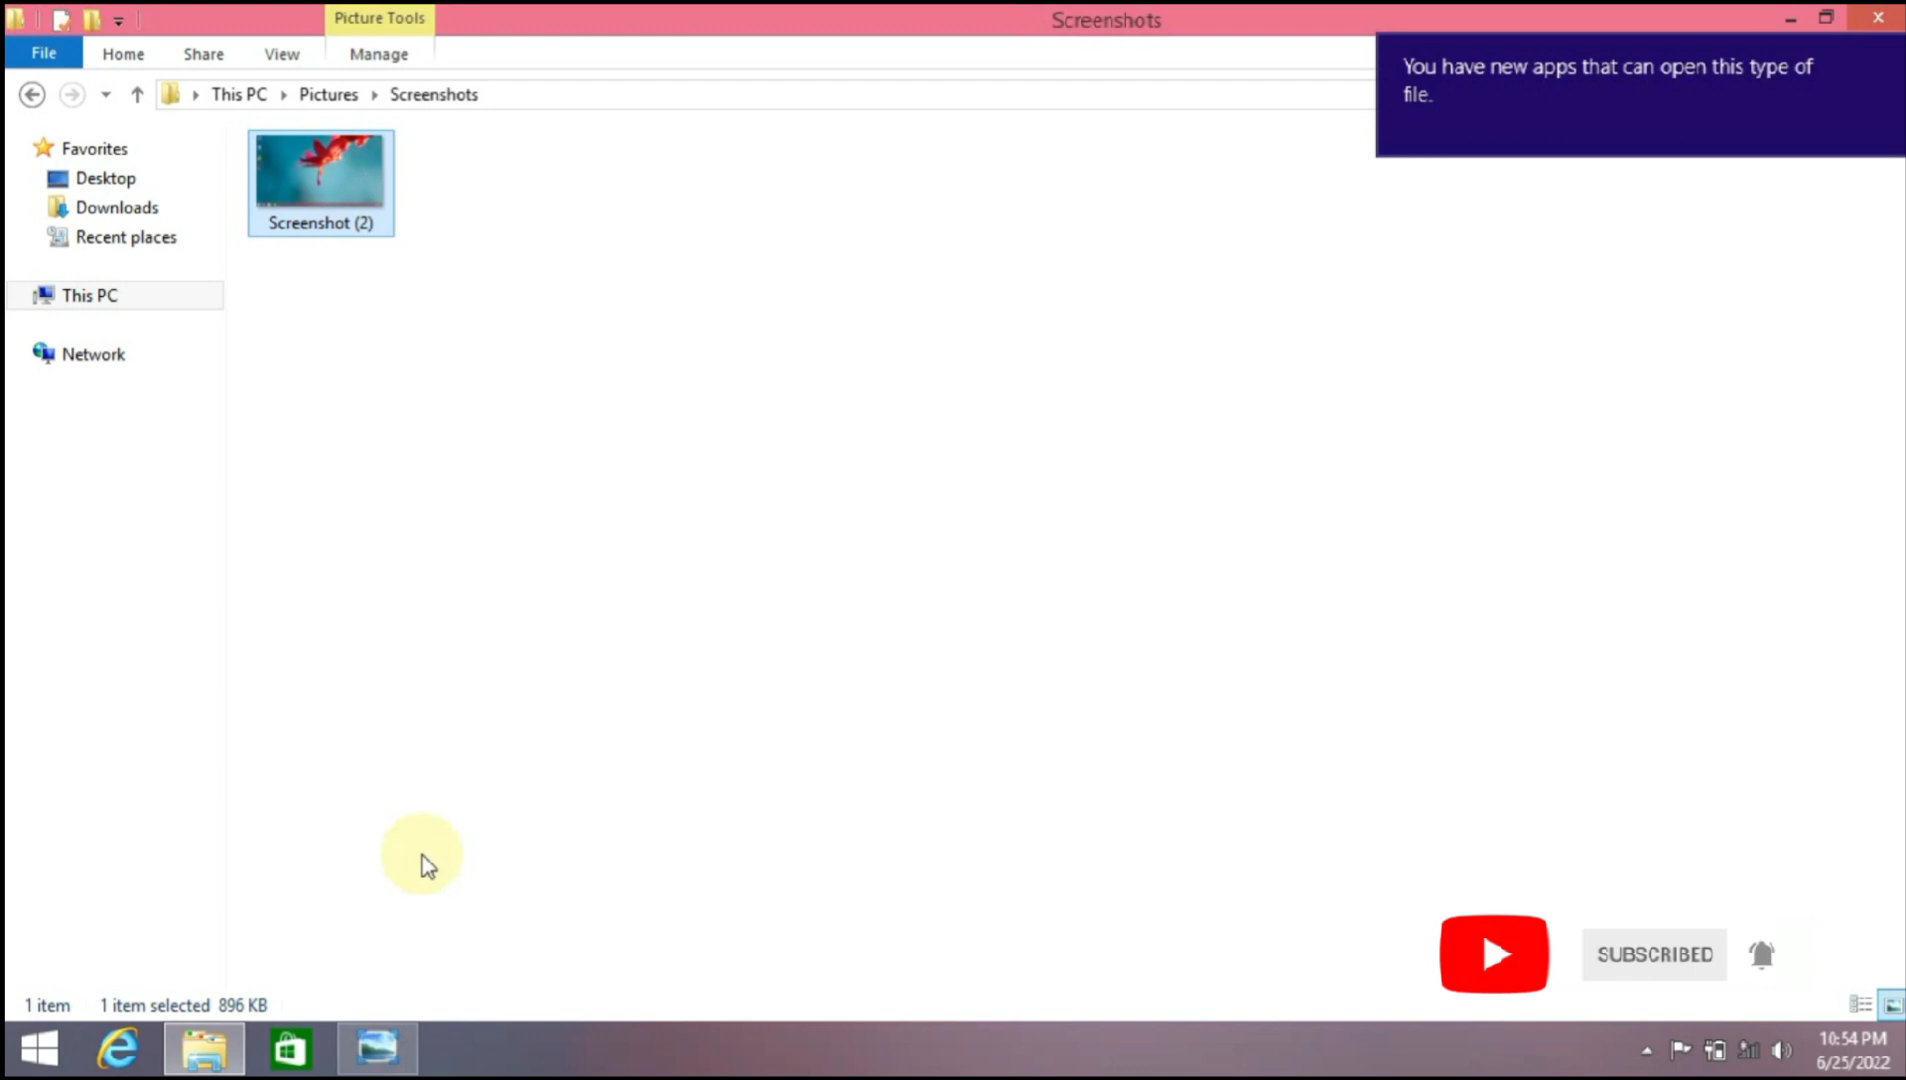 Picture Tools
Screenshots
File
Home
Share
View
Manage
You have new apps that can open this type of
file.
This PC
Pictures
Screenshots
Favorites
Desktop
Downloads
Recent places
This PC
Network
Screenshot (2)
SUBSCRIBED
1 item
1 item selected 896 KB
10:54 PM
6/25/2022